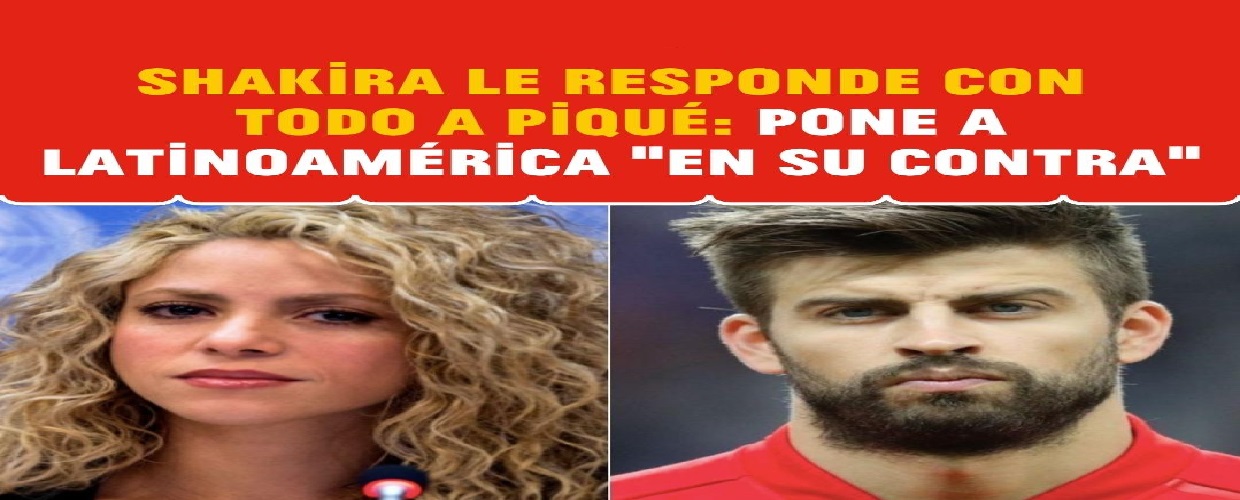 SHAKİRA LE RESPONDE CON
TODO A PİQUÉ: PONE A
LATİNOAMÉRİCA "EN SU CONTRA"